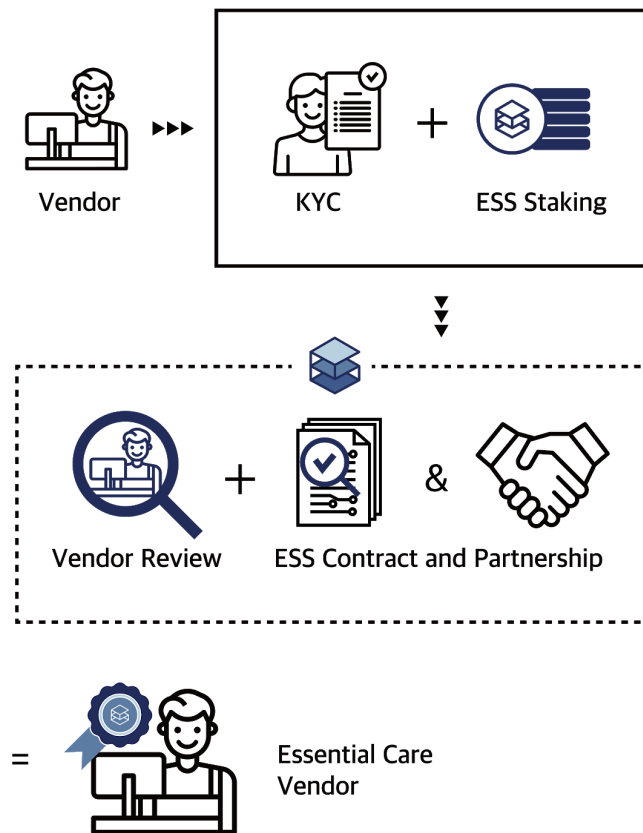 Vendor
KYC
+
ESS Staking
Vendor Review
+
ESS Contract and Partnership
&
=
Essential Care
Vendor